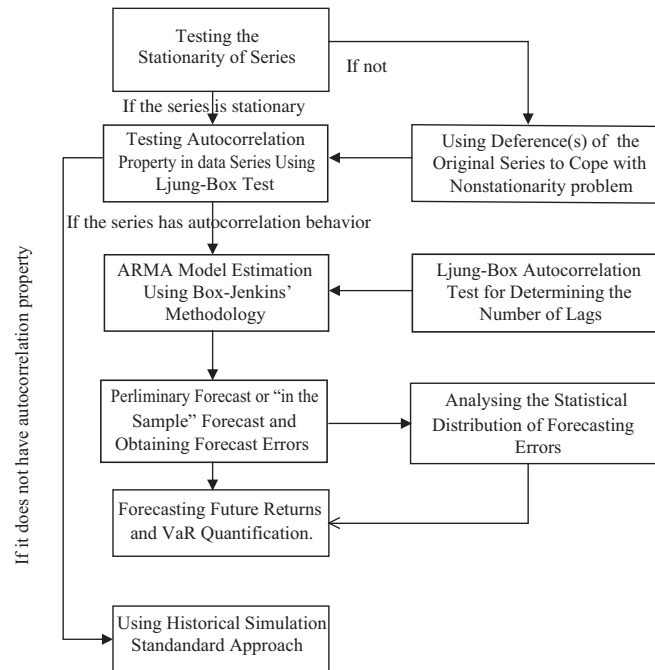 Testing the
Stationarity of Series
If not
If the series is stationary
Testing Autocorrelation
Property in data Series Using
Ljung-Box Test
Using Deference(s) of the
Original Series to Cope with
Nonstationarity problem
If the series has autocorrelation behavior
ARMA Model Estimation
Using Box-Jenkins'
Methodology
Ljung-Box Autocorrelation
Test for Determining the
Number of Lags
If it does not have autocorrelation property
Perliminary Forecast or “in the
Sample” Forecast and
Obtaining Forecast Errors
Analysing the Statistical
Distribution of Forecasting
Errors
Forecasting Future Returns
and VaR Quantification.
Using Historical Simulation
Standandard Approach